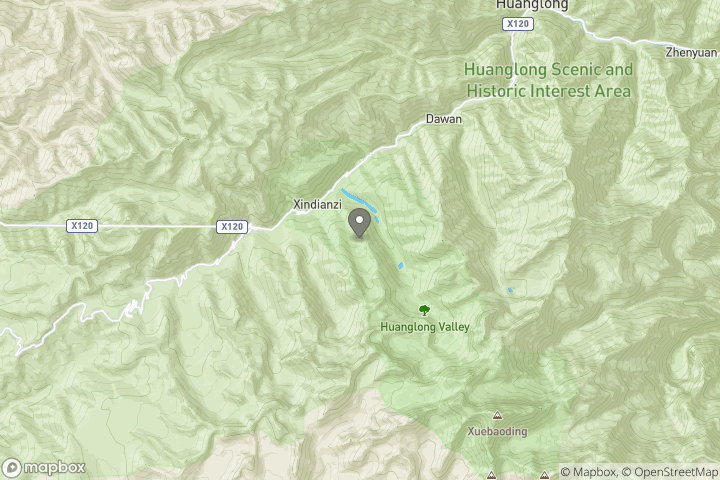 Huanglong
X120
Zhenyuan
Huanglong Scenic and
Historic Interest Area
Dawan
Xindianzi
X120
X120
Huanglong Valley
Xuebaoding
mapbox
© Mapbox, © OpenStreetMap